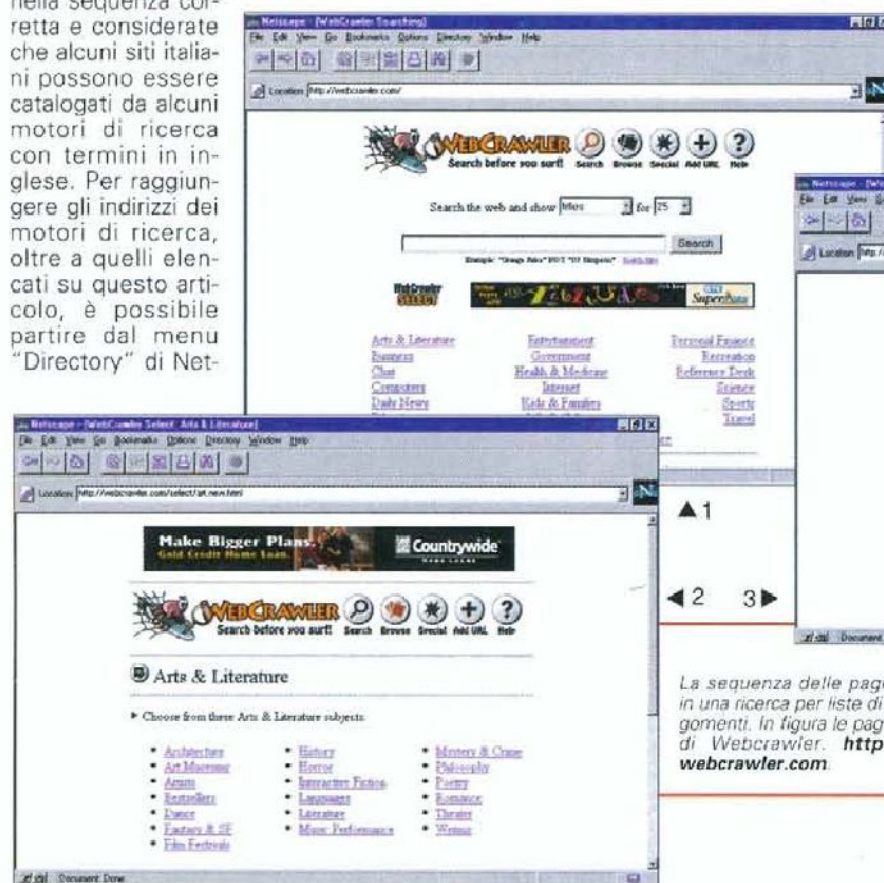 nella sequenza cor-
retta e considerate
che alcuni siti italia-
ni possono essere
catalogati da alcuni
motori di ricerca
con termini in in-
glese. Per raggiun-
gere gli indirizzi dei
motori di ricerca,
oltre a quelli elen-
cati su questo arti-
colo, è possibile
partire dal menu
"Directory" di Net-
Netscape - [WebCrawler Searching]
File Edit View Go Bookmarks Options Directory Window Help
Location: http://webcrawler.com/
WEBCRAWLER
Search before you surf! Search Browse Special Add URL Help
Search the web and show for 25
Search
WebCrawler
SELECT
Arts & Literature Entertainment Personal Finance
Business Government Recreation
Chat Health & Medicine Reference Desk
Computers Internet Science
Daily News Kids & Families Sports
Travel
Netscape - [WebCrawler Select: Arts & Literature]
File Edit View Go Bookmarks Options Directory Window Help
Location: http://webcrawler.com/select/art.new.html
Make Bigger Plans.
Gold Credit Home Loan.
Countrywide
HOME LOANS
WEBCRAWLER
Search before you surf! Search Browse Special Add URL Help
Arts & Literature
Choose from these Arts & Literature subjects:
Architecture History Mystery & Crime
Art Museums Horror Philosophy
Artists Interactive Fiction Poetry
Bestsellers Languages Romance
Dance Literature Theater
Fantasy & SF Music Performance Writing
Film Festivals
Document: Done
▲1
◄2 3►
Netscape
Location: http:/
Document
La sequenza delle pag
in una ricerca per liste di
gomenti. In figura le pag
di Webcrawler. http
webcrawler.com.